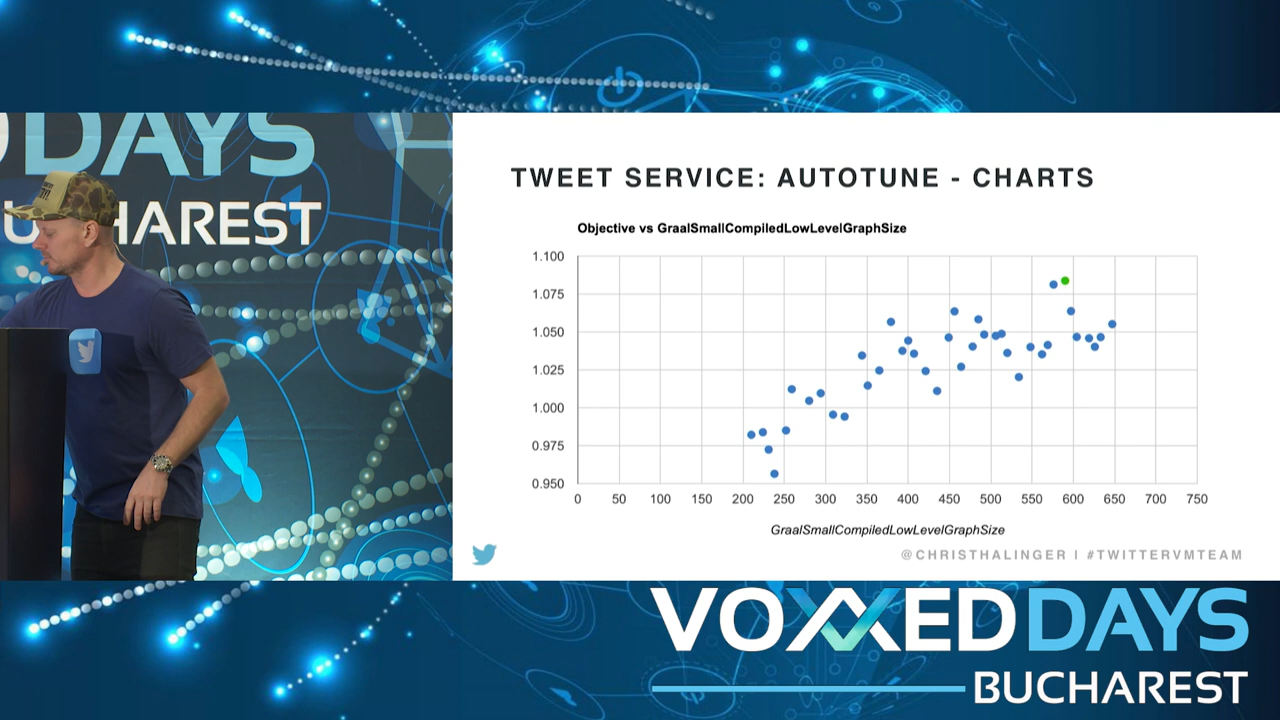 DAYS
BUCHAREST
TWEET SERVICE: AUTOTUNE - CHARTS
Objective vs GraalSmallCompiledLowLevelGraphSize
1.100
1.075
1.050
1.025
1.000
0.975
0.950
0 50 100 150 200 250 300 350 400 450 500 550 600 650 700 750
GraalSmallCompiledLowLevelGraphSize
@CHRISTHALINGER | #TWITTERVMTEAM
VOXXEDDAYS
BUCHAREST